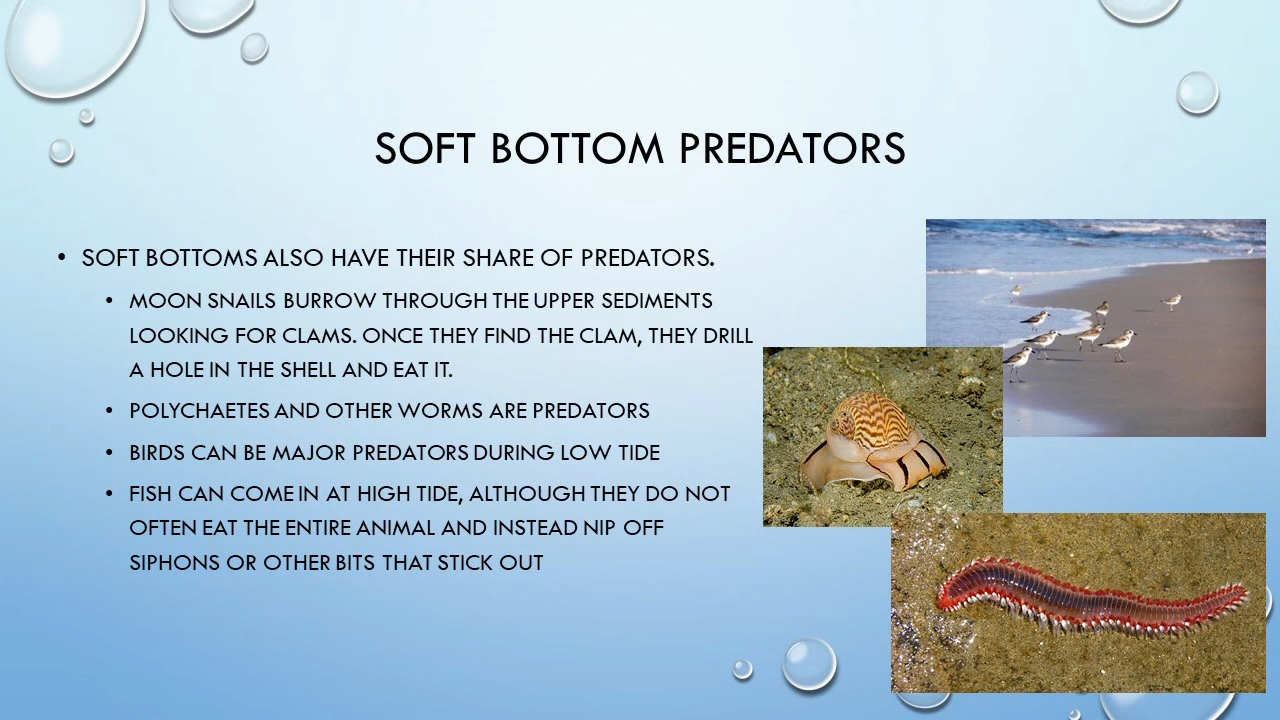 SOFT BOTTOM PREDATORS
• SOFT BOTTOMS ALSO HAVE THEIR SHARE OF PREDATORS.
• MOON SNAILS BURROW THROUGH THE UPPER SEDIMENTS
LOOKING FOR CLAMS. ONCE THEY FIND THE CLAM, THEY DRILL
A HOLE IN THE SHELL AND EAT IT.
• POLYCHAETES AND OTHER WORMS ARE PREDATORS
• BIRDS CAN BE MAJOR PREDATORS DURING LOW TIDE
• FISH CAN COME IN AT HIGH TIDE, ALTHOUGH THEY DO NOT
OFTEN EAT THE ENTIRE ANIMAL AND INSTEAD NIP OFF
SIPHONS OR OTHER BITS THAT STICK OUT